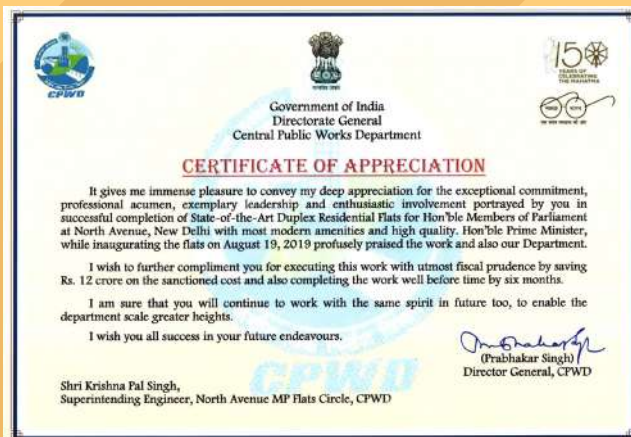 CPWD
150
YEARS OF
CELEBRATING
THE MAHATMA
Government of India
Directorate General
Central Public Works Department
CERTIFICATE OF APPRECIATION
It gives me immense pleasure to convey my deep appreciation for the exceptional commitment,
professional acumen, exemplary leadership and enthusiastic involvement portrayed by you in
successful completion of State-of-the-Art Duplex Residential Flats for Hon'ble Members of Parliament
at North Avenue, New Delhi with most modern amenities and high quality. Hon'ble Prime Minister,
while inaugurating the flats on August 19, 2019 profusely praised the work and also our Department.
I wish to further compliment you for executing this work with utmost fiscal prudence by saving
Rs. 12 crore on the sanctioned cost and also completing the work well before time by six months.
I am sure that you will continue to work with the same spirit in future too, to enable the
department scale greater heights.
I wish you all success in your future endeavours.
(Prabhakar Singh)
Director General, CPWD
Shri Krishna Pal Singh,
Superintending Engineer, North Avenue MP Flats Circle, CPWD
CPWD